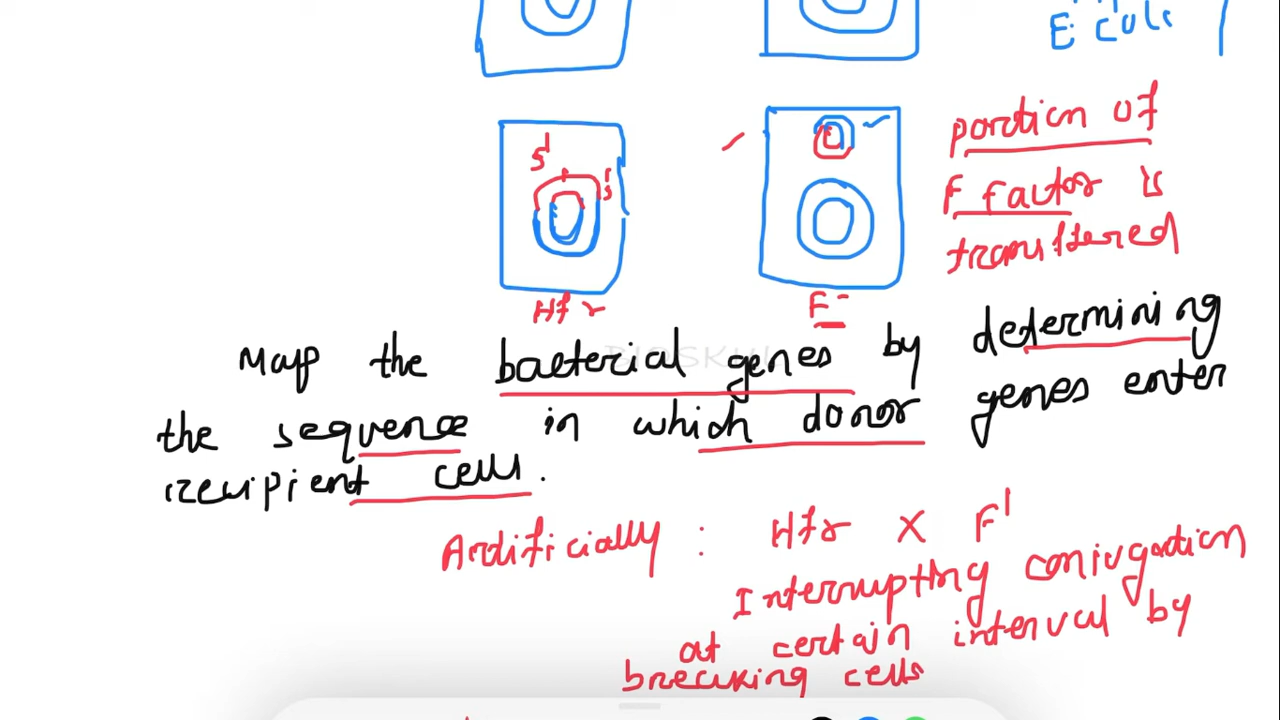 E. coli
portion of
F factor is
transferred
5'
Hfr
F-
Map the bacterial genes by determining
the sequence in which donor genes enter
recipient cells.
BIOSKUL
Artificially : Hfr X F'
Interrupting conjugation
at certain interval by
breaking cells